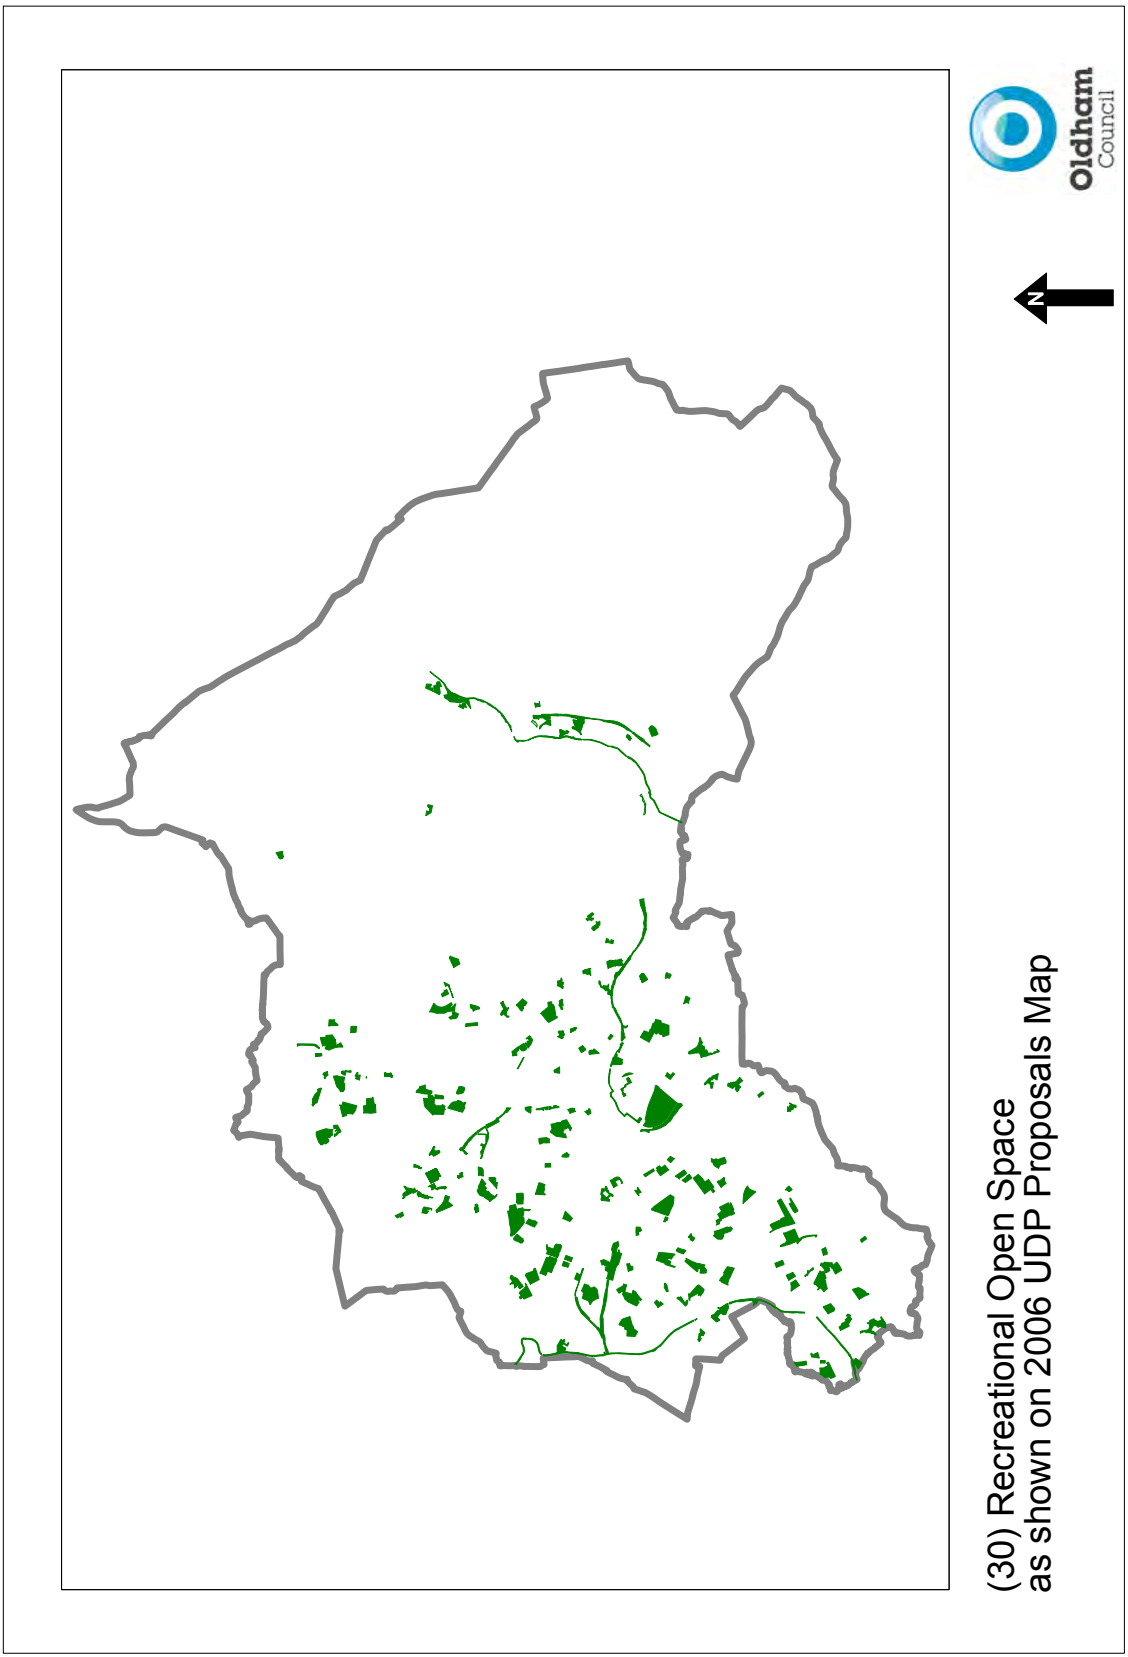 (30) Recreational Open Space
as shown on 2006 UDP Proposals Map
N
Oldham
Council